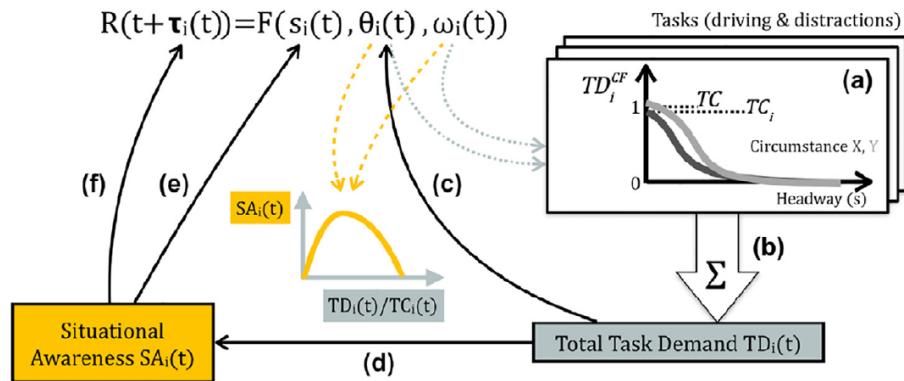 R(t+τᵢ(t))=F(sᵢ(t),θᵢ(t),ωᵢ(t))
Tasks (driving & distractions)
(a)
TDᵢᶜᶠ
1
TC
TCᵢ
Circumstance X, Y
0
Headway (s)
(f)
(e)
(c)
(b)
SAᵢ(t)
Σ
TDᵢ(t)/TCᵢ(t)
Situational
Awareness SAᵢ(t)
(d)
Total Task Demand TDᵢ(t)